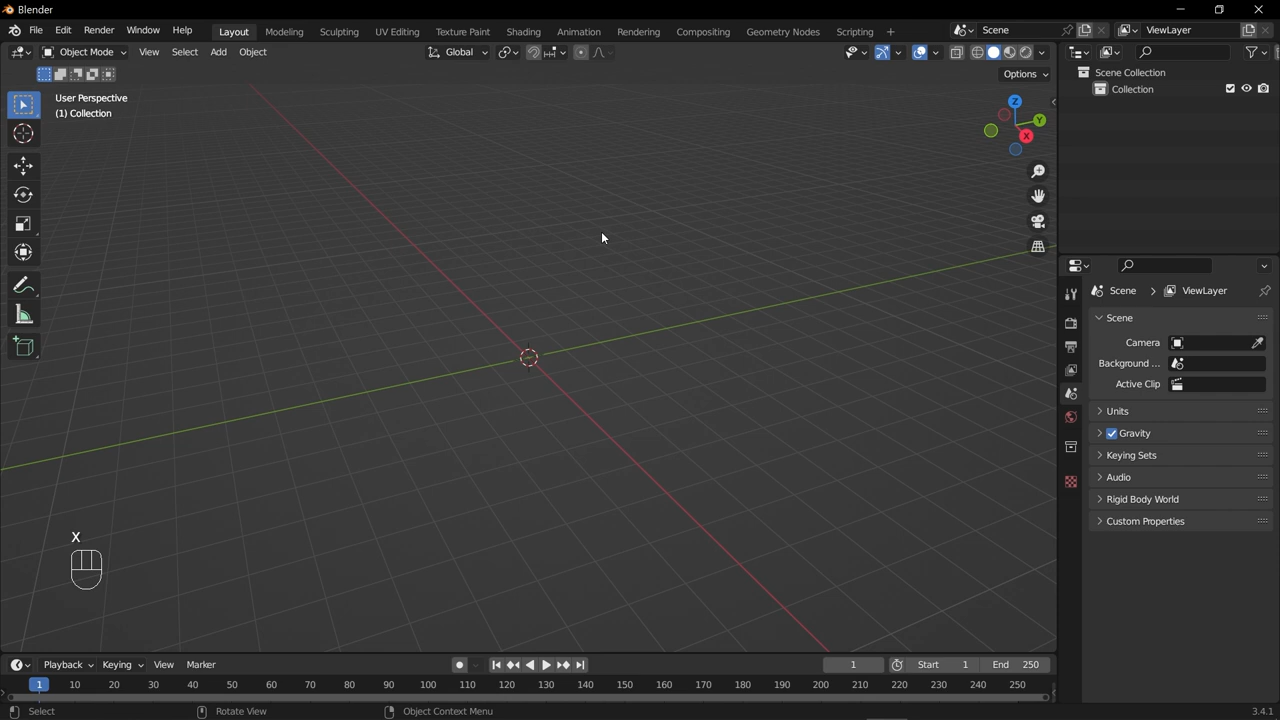 Blender
File Edit Render Window Help Layout Modeling Sculpting UV Editing Texture Paint Shading Animation Rendering Compositing Geometry Nodes Scripting + Scene ViewLayer
Object Mode View Select Add Object Global
Options
User Perspective
(1) Collection
Z
Y
X
Scene Collection
Collection
Scene ViewLayer
Scene
Camera
Background ...
Active Clip
Units
Gravity
Keying Sets
Audio
Rigid Body World
Custom Properties
X
Playback Keying View Marker 1 Start 1 End 250
1 10 20 30 40 50 60 70 80 90 100 110 120 130 140 150 160 170 180 190 200 210 220 230 240 250
Select Rotate View Object Context Menu 3.4.1